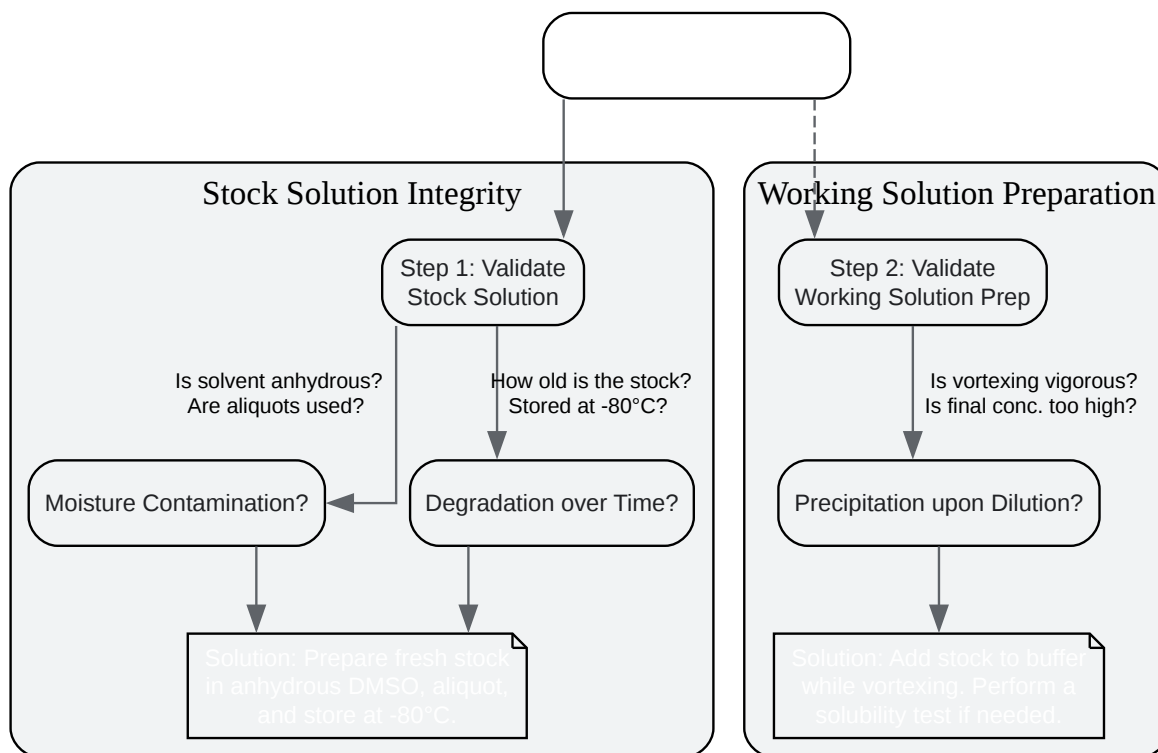 Stock Solution Integrity
Working Solution Preparation
Step 1: Validate
Stock Solution
Step 2: Validate
Working Solution Prep
Is solvent anhydrous?
Are aliquots used?
How old is the stock?
Stored at -80°C?
Is vortexing vigorous?
Is final conc. too high?
Moisture Contamination?
Degradation over Time?
Precipitation upon Dilution?
Solution: Prepare fresh stock
in anhydrous DMSO, aliquot,
and store at -80°C.
Solution: Add stock to buffer
while vortexing. Perform a
solubility test if needed.